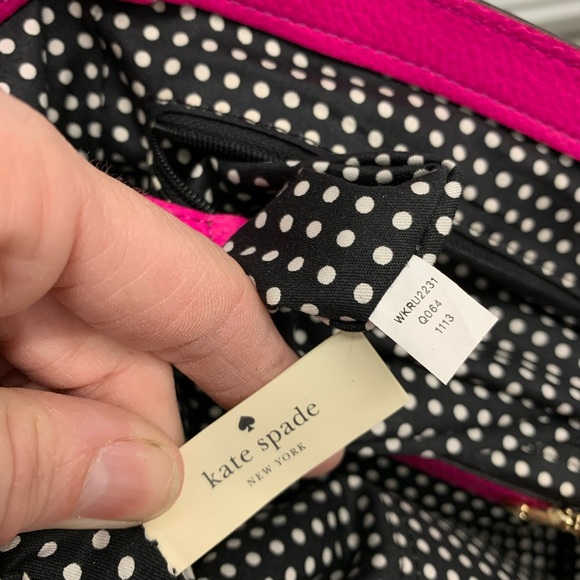 WKRU2231
Q064
1113
kate spade
NEW YORK